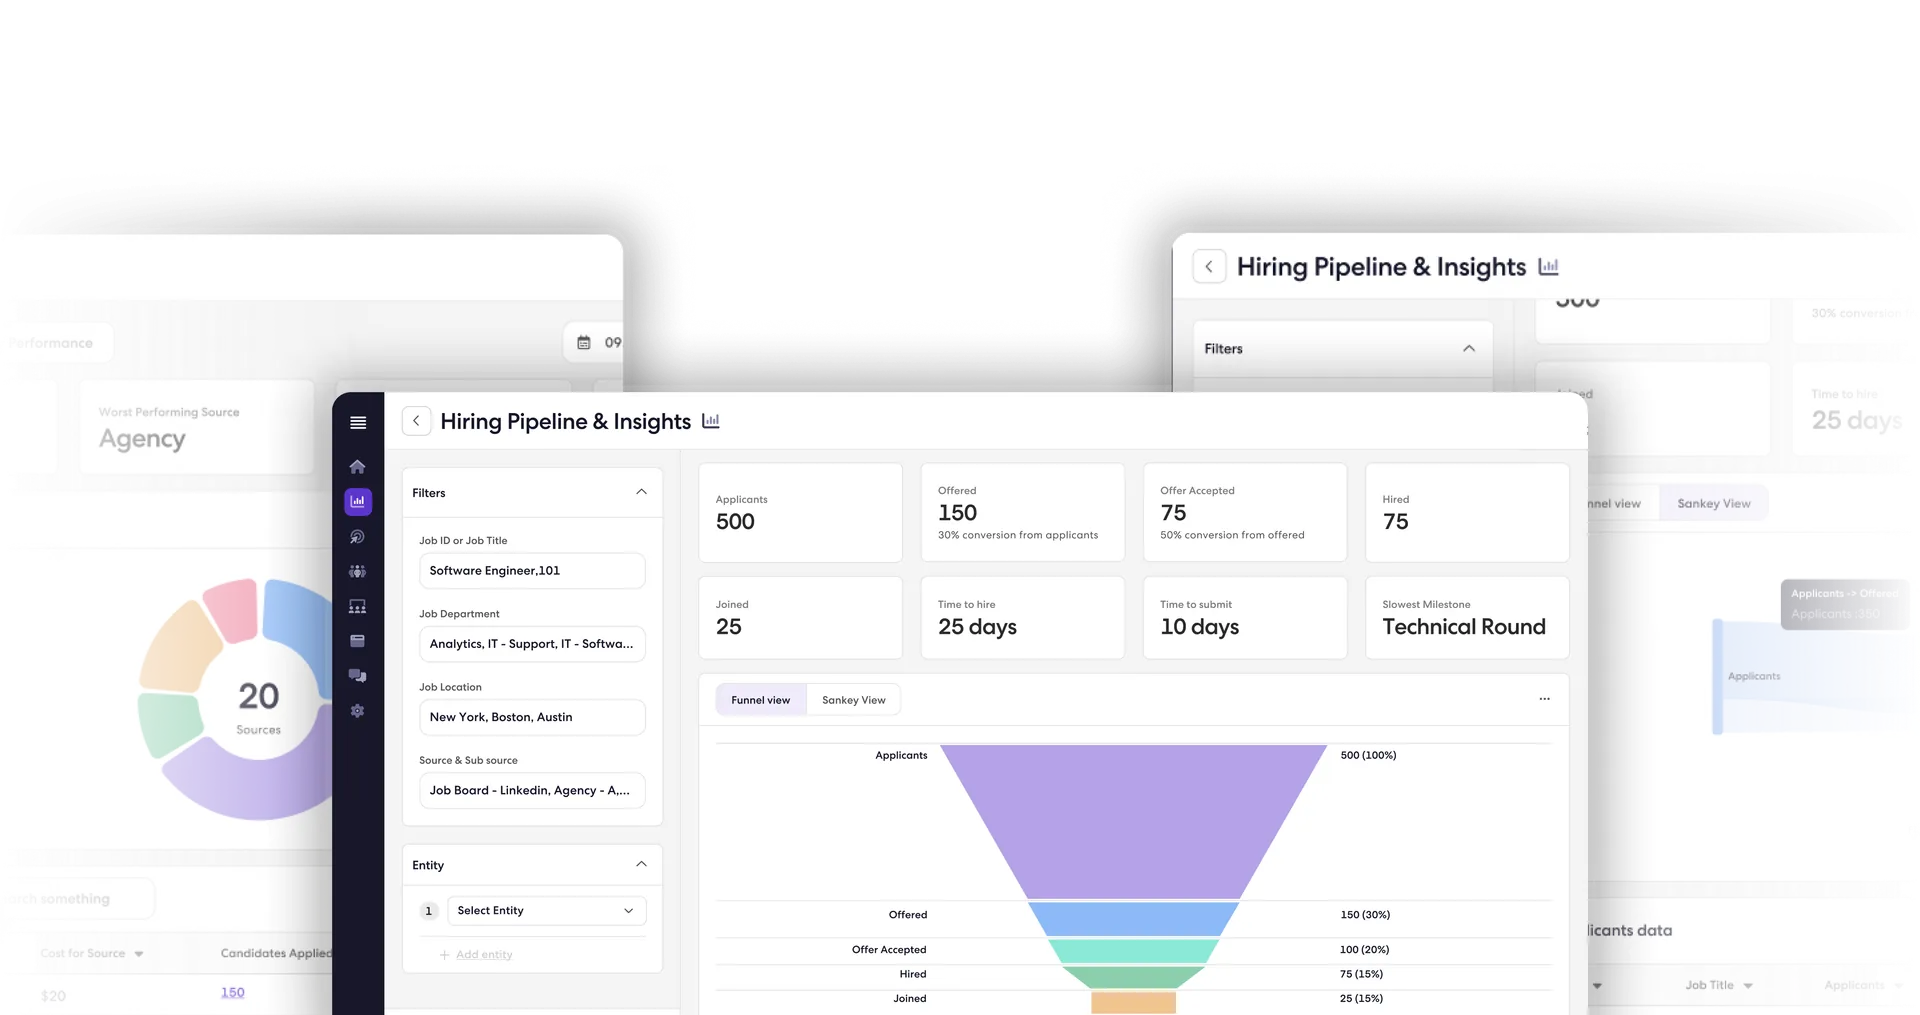 Performance
09
Worst Performing Source
Agency
20
Sources
Cost for Source
Candidates Applied
$20
150
Hiring Pipeline & Insights
Filters
Job ID or Job Title
Software Engineer,101
Job Department
Analytics, IT - Support, IT - Softwa...
Job Location
New York, Boston, Austin
Source & Sub source
Job Board - Linkedin, Agency - A,...
Entity
1
Select Entity
Add entity
Applicants
500
Offered
150
30% conversion from applicants
Offer Accepted
75
50% conversion from offered
Hired
75
Joined
25
Time to hire
25 days
Time to submit
10 days
Slowest Milestone
Technical Round
Funnel view
Sankey View
Applicants
500 (100%)
Offered
150 (30%)
Offer Accepted
100 (20%)
Hired
75 (15%)
Joined
25 (15%)
Hiring Pipeline & Insights
Filters
30% conversion
Time to hire
25 days
Sankey View
Applicants -> Offered
Applicants :350
Applicants
Job Title
Applicants